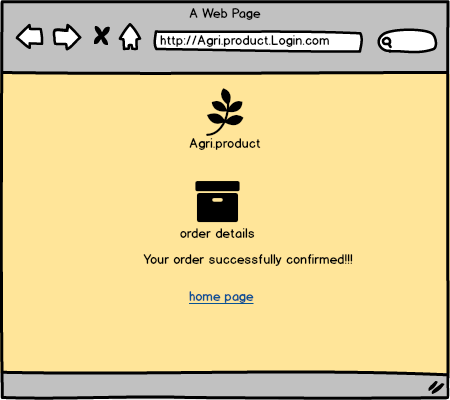 A Web Page
http://Agri.product.Login.com
Agri.product
order details
Your order successfully confirmed!!!
home page